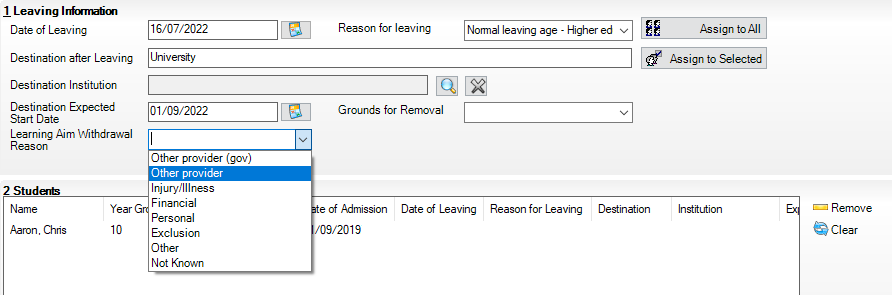 1 Leaving Information
Date of Leaving 16/07/2022 Reason for leaving Normal leaving age - Higher ed Assign to All
Destination after Leaving University Assign to Selected
Destination Institution
Destination Expected Start Date 01/09/2022 Grounds for Removal
Learning Aim Withdrawal Reason
Other provider (gov)
Other provider
Injury/Illness
Financial
Personal
Exclusion
Other
Not Known
2 Students
Name Year Gro ate of Admission Date of Leaving Reason for Leaving Destination Institution Exp Remove
Aaron, Chris 10 1/09/2019 Clear